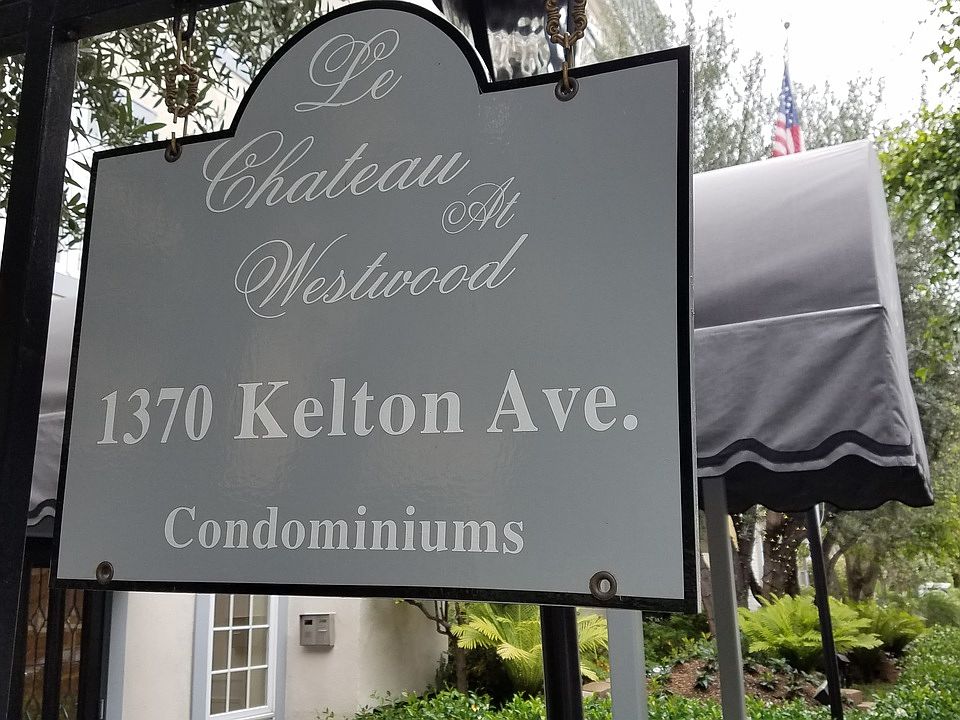 Le
Chateau
At
Westwood
1370 Kelton Ave.
Condominiums